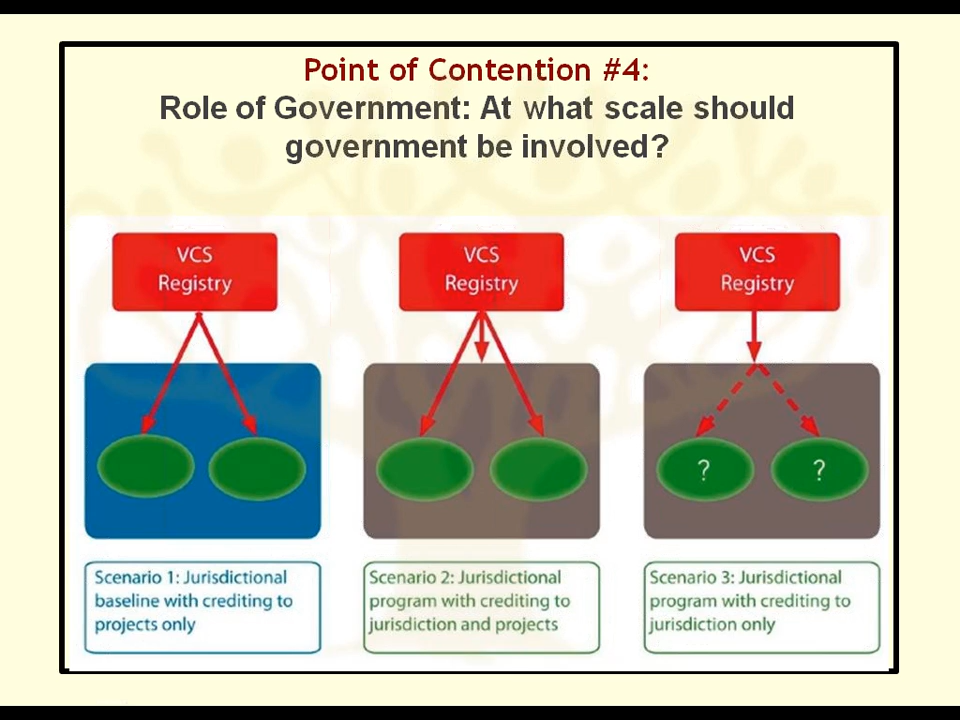 Point of Contention #4:
Role of Government: At what scale should
government be involved?
VCS
Registry
VCS
Registry
VCS
Registry
?
?
Scenario 1: Jurisdictional
baseline with crediting to
projects only
Scenario 2: Jurisdictional
program with crediting to
jurisdiction and projects
Scenario 3: Jurisdictional
program with crediting to
jurisdiction only